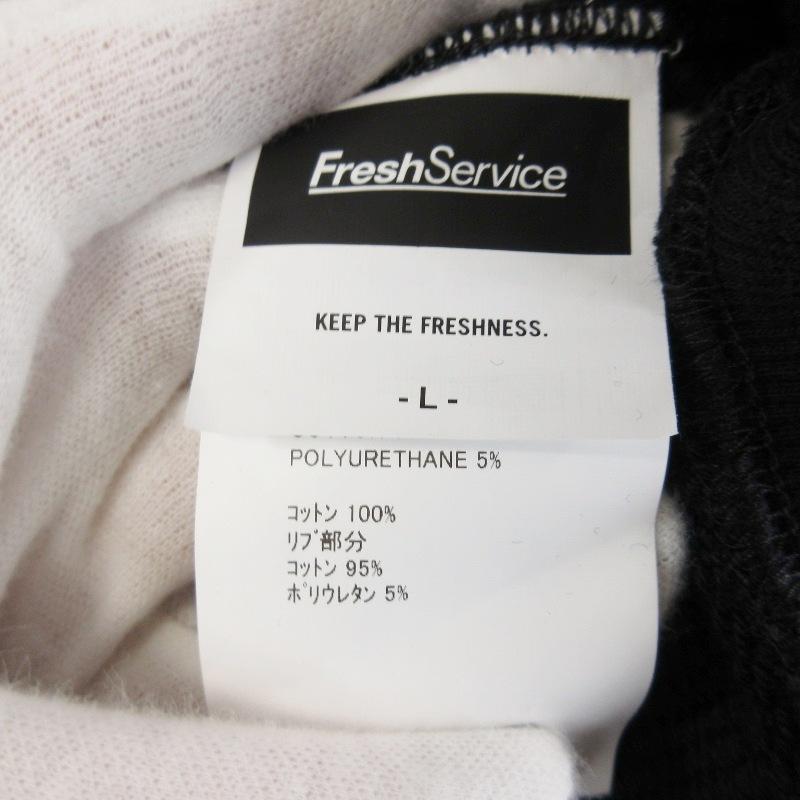 FreshService
KEEP THE FRESHNESS.
- L -
POLYURETHANE 5%
コットン 100%
リブ部分
コットン 95%
ポリウレタン 5%